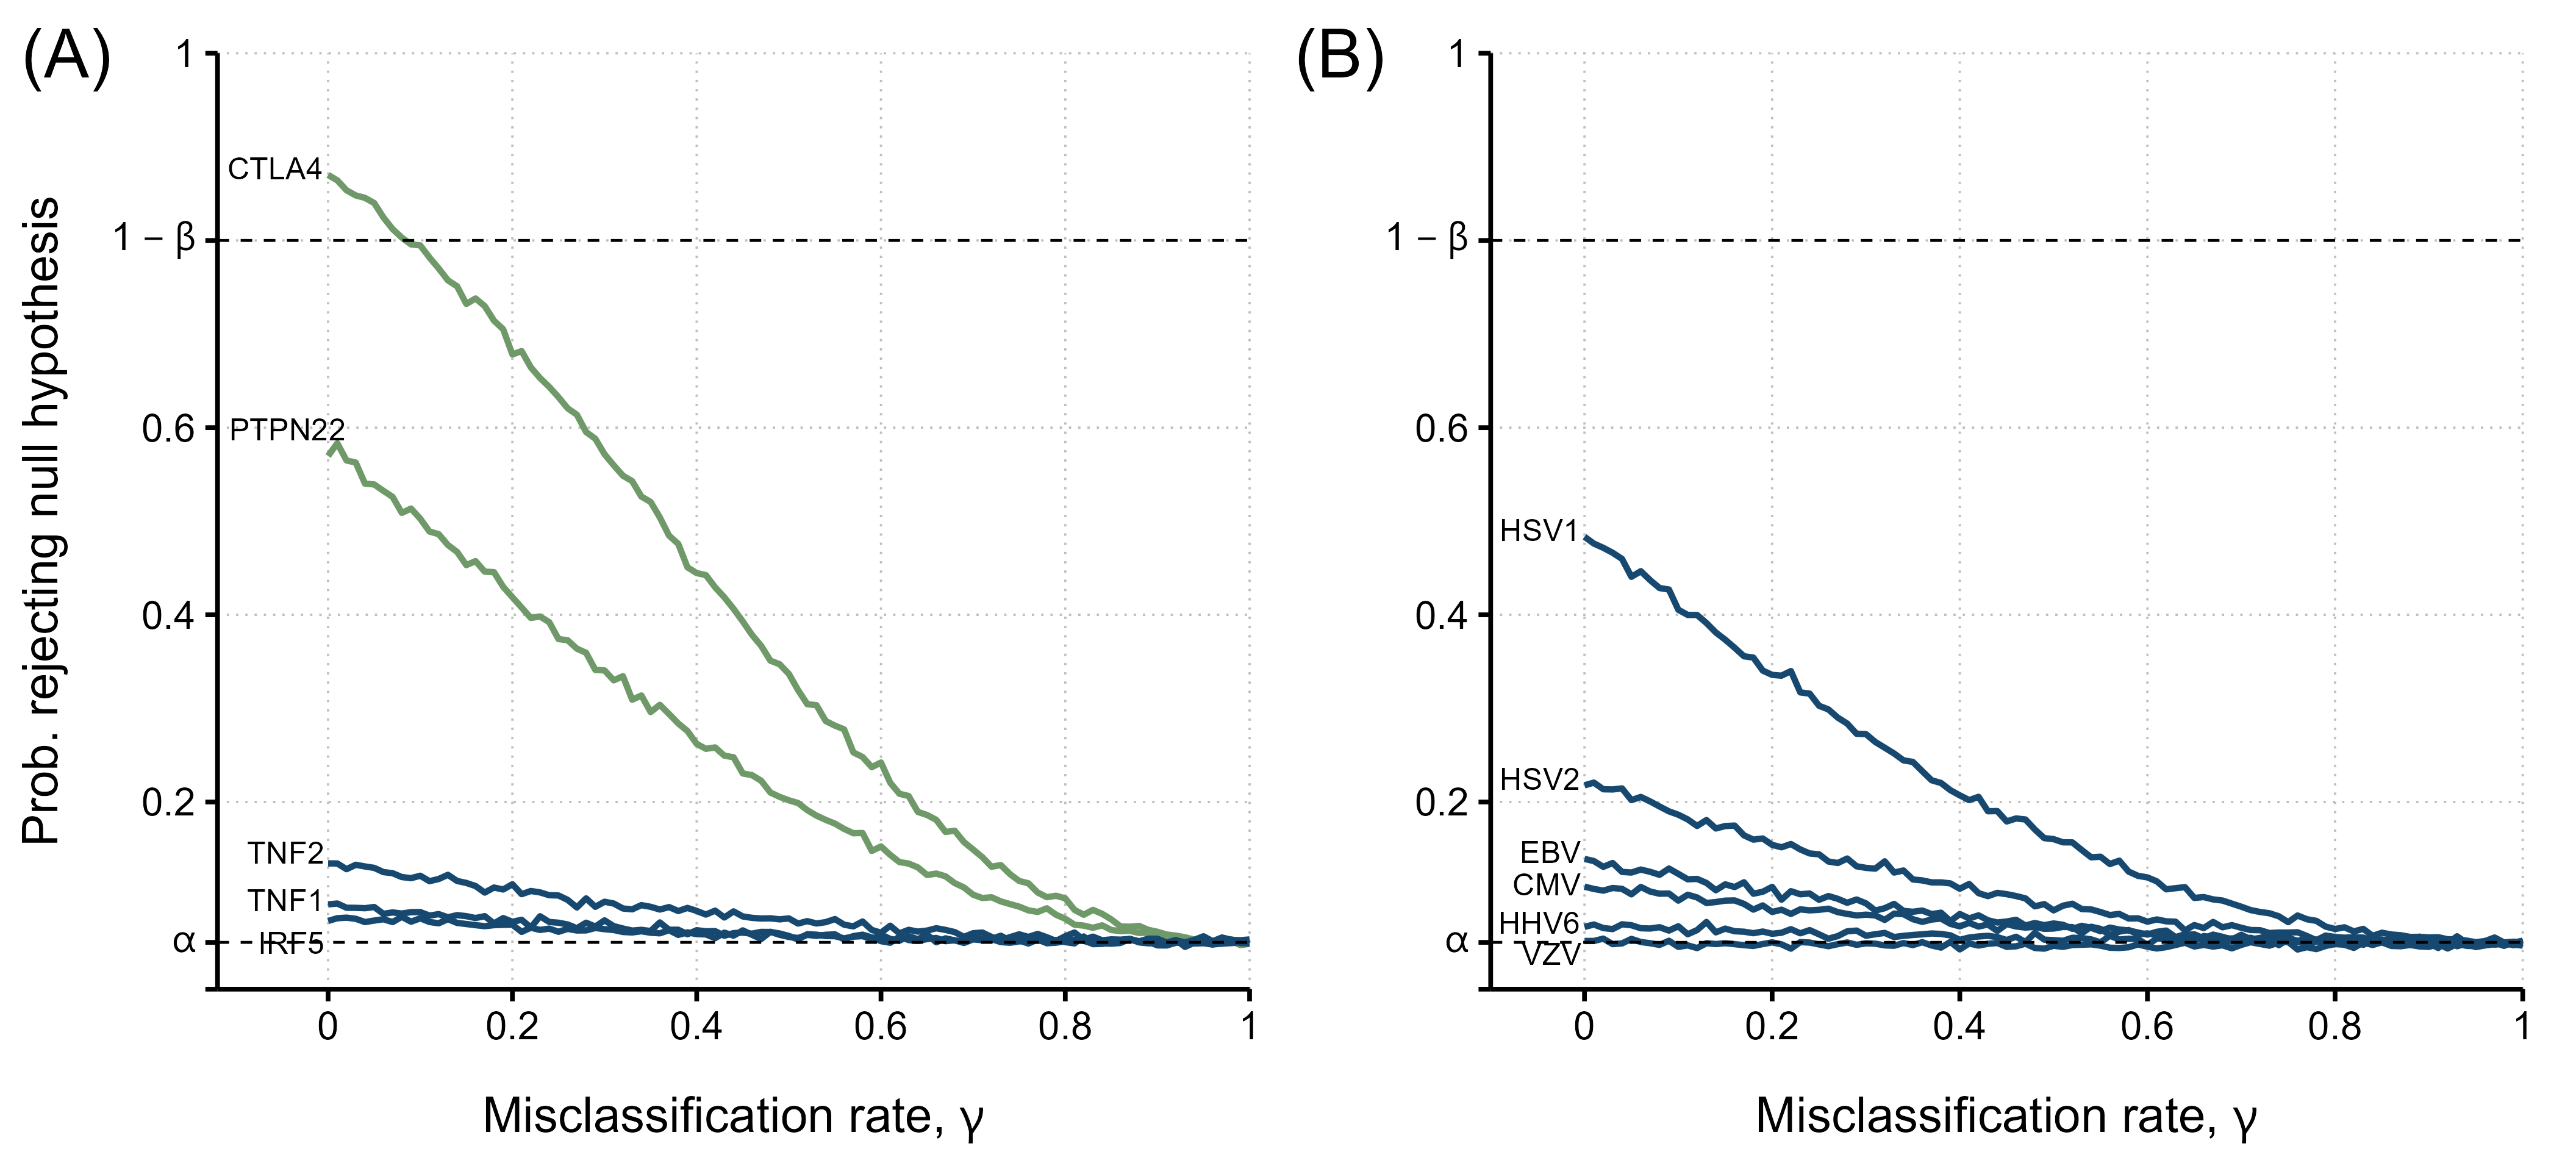 (A)
1
1 − β
0.6
0.4
0.2
α
Prob. rejecting null hypothesis
CTLA4
PTPN22
TNF2
TNF1
IRF5
0 0.2 0.4 0.6 0.8 1
Misclassification rate, γ
(B)
1
1 − β
0.6
0.4
0.2
α
HSV1
HSV2
EBV
CMV
HHV6
VZV
0 0.2 0.4 0.6 0.8 1
Misclassification rate, γ